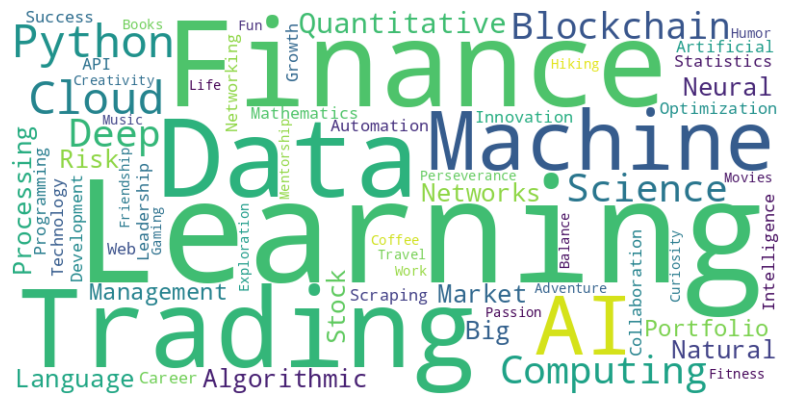 Success
Books
Fun
Quantitative
Blockchain
Humor
Python
Finance
Growth
Artificial
API
Networking
Hiking
Statistics
Creativity
Life
Cloud
Neural
Music
Mathematics
Innovation
Optimization
Deep
Data
Automation
Machine
Processing
Programming
Technology
Development
Risk
Friendship
Leadership
Gaming
Mentorship
Perseverance
Networks
Science
Movies
Learning
Web
Exploration
Coffee
Travel
Work
Balance
Collaboration
Curiosity
Intelligence
Management
Stock
Scraping
Market
Adventure
Trading
Passion
Big
AI
Portfolio
Natural
Language
Career
Algorithmic
Computing
Fitness